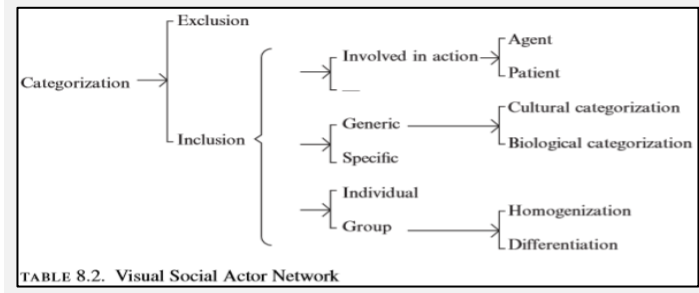 Exclusion
Agent
Involved in action
Patient
Categorization
Cultural categorization
Generic
Inclusion
Biological categorization
Specific
Individual
Homogenization
Group
Differentiation
TABLE 8.2. Visual Social Actor Network